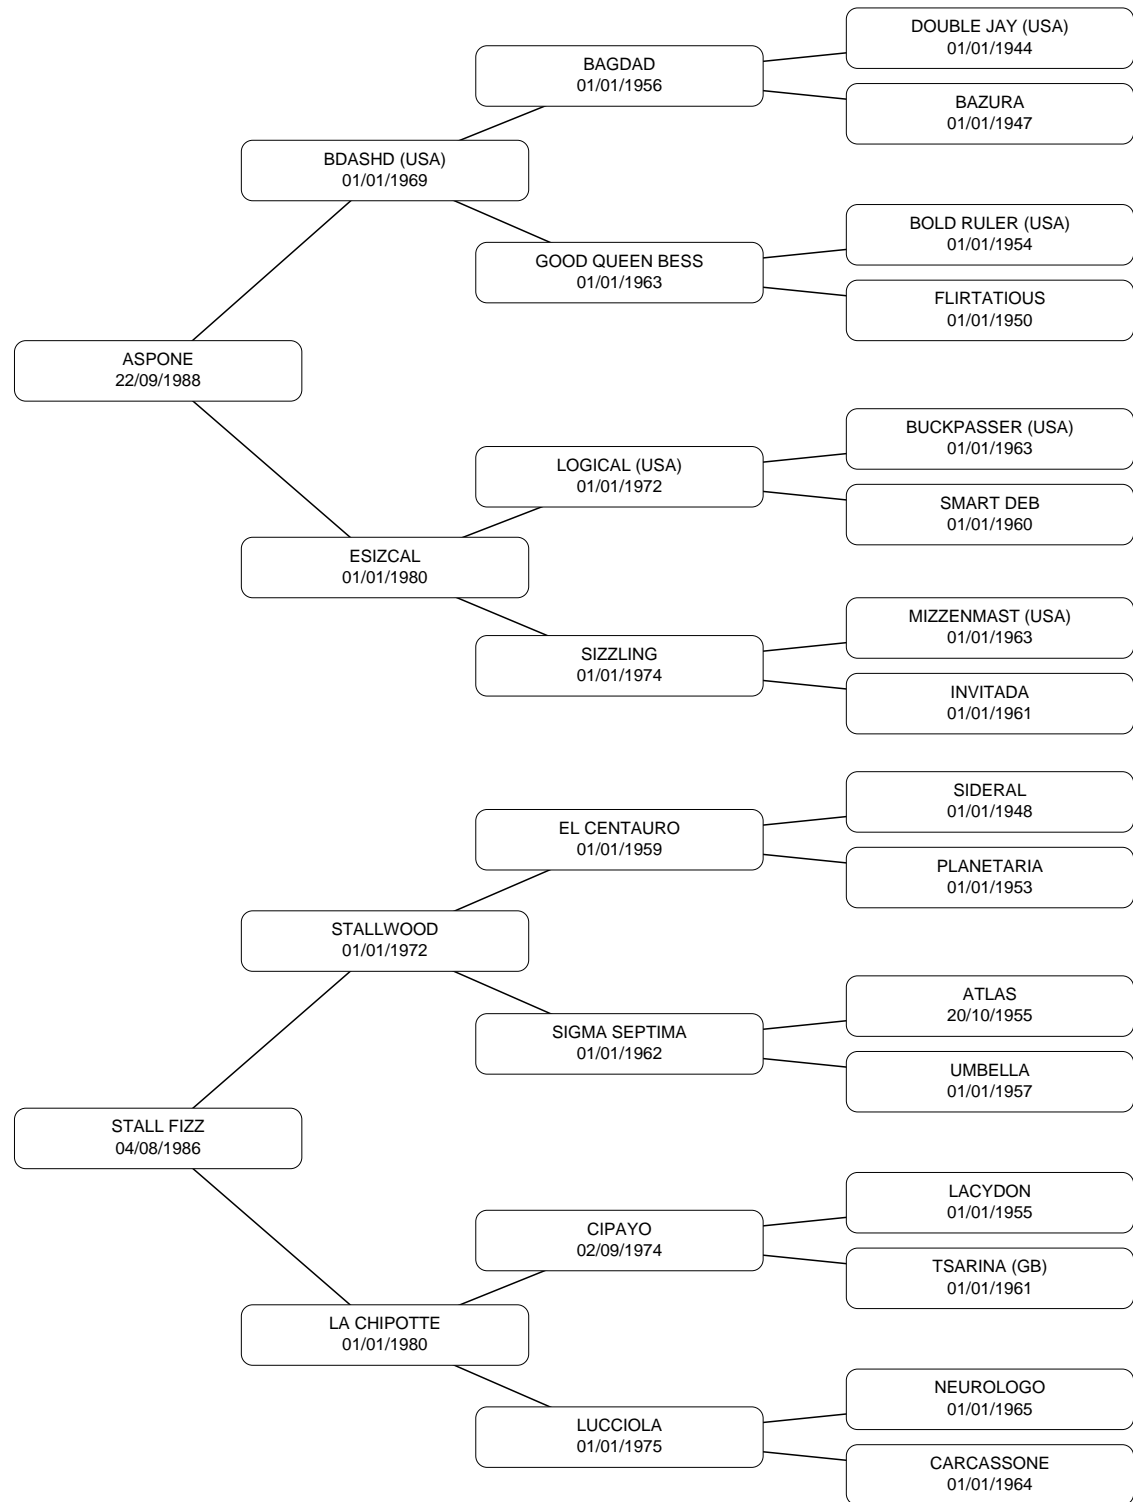 DOUBLE JAY (USA)
01/01/1944
BAGDAD
01/01/1956
BAZURA
01/01/1947
BDASHD (USA)
01/01/1969
BOLD RULER (USA)
01/01/1954
GOOD QUEEN BESS
01/01/1963
FLIRTATIOUS
01/01/1950
ASPONE
22/09/1988
BUCKPASSER (USA)
01/01/1963
LOGICAL (USA)
01/01/1972
SMART DEB
01/01/1960
ESIZCAL
01/01/1980
MIZZENMAST (USA)
01/01/1963
SIZZLING
01/01/1974
INVITADA
01/01/1961
SIDERAL
01/01/1948
EL CENTAURO
01/01/1959
PLANETARIA
01/01/1953
STALLWOOD
01/01/1972
ATLAS
20/10/1955
SIGMA SEPTIMA
01/01/1962
UMBELLA
01/01/1957
STALL FIZZ
04/08/1986
LACYDON
01/01/1955
CIPAYO
02/09/1974
TSARINA (GB)
01/01/1961
LA CHIPOTTE
01/01/1980
NEUROLOGO
01/01/1965
LUCCIOLA
01/01/1975
CARCASSONE
01/01/1964